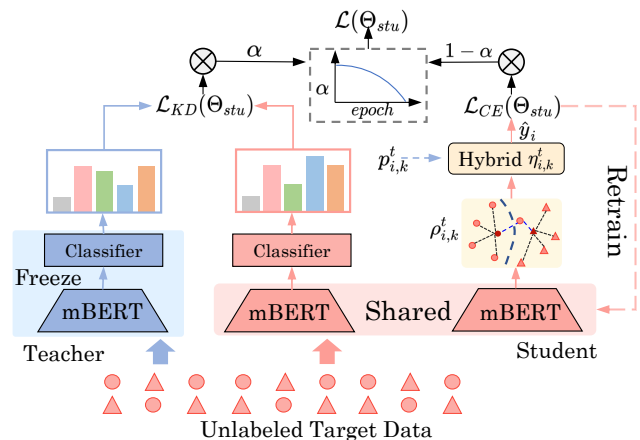 ℒ(Θ_stu)
α
1 − α
α
epoch
ℒ_KD(Θ_stu)
ℒ_CE(Θ_stu)
ŷ_i
p^t_{i,k}
Hybrid η^t_{i,k}
ρ^t_{i,k}
Retrain
Classifier
Classifier
Freeze
mBERT
mBERT
Shared
mBERT
Teacher
Student
Unlabeled Target Data